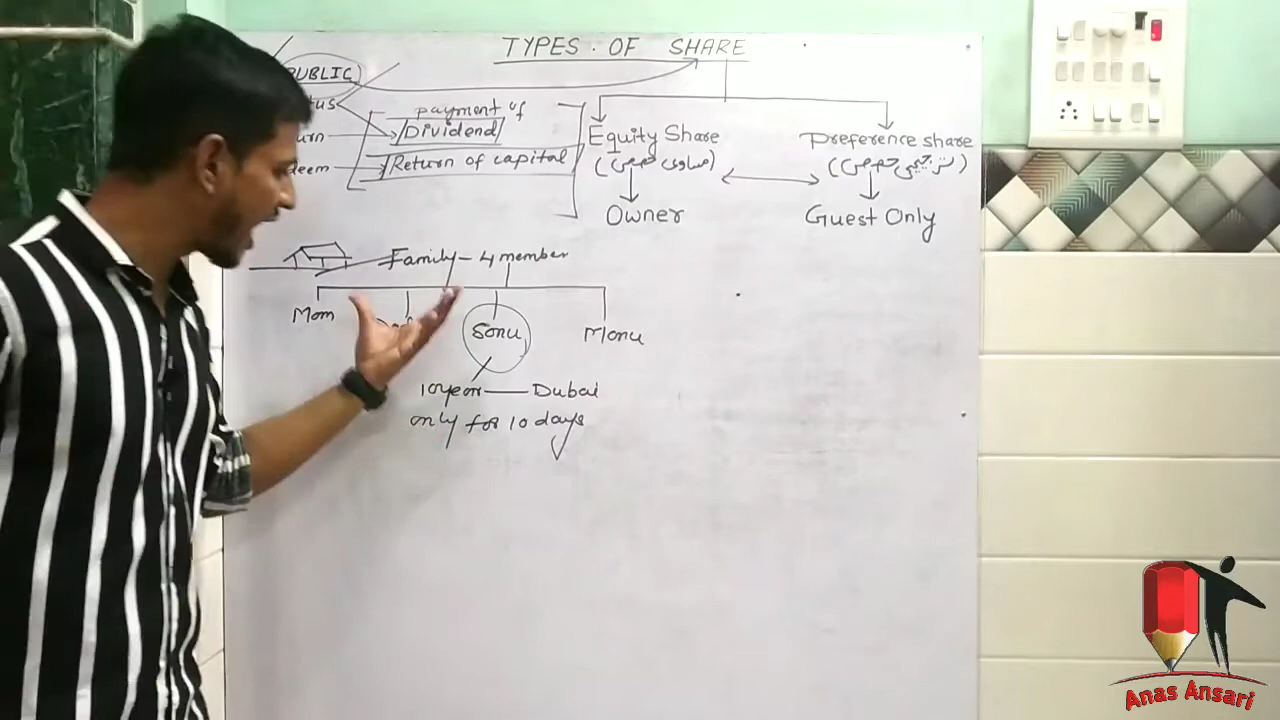 TYPES OF SHARE
PUBLIC
payment of
Dividend
Return of capital
Equity Share
Preference share
Owner
Guest Only
Family - 4 member
Mom
Sonu
Monu
10 year — Dubai
only for 10 days
Anas Ansari